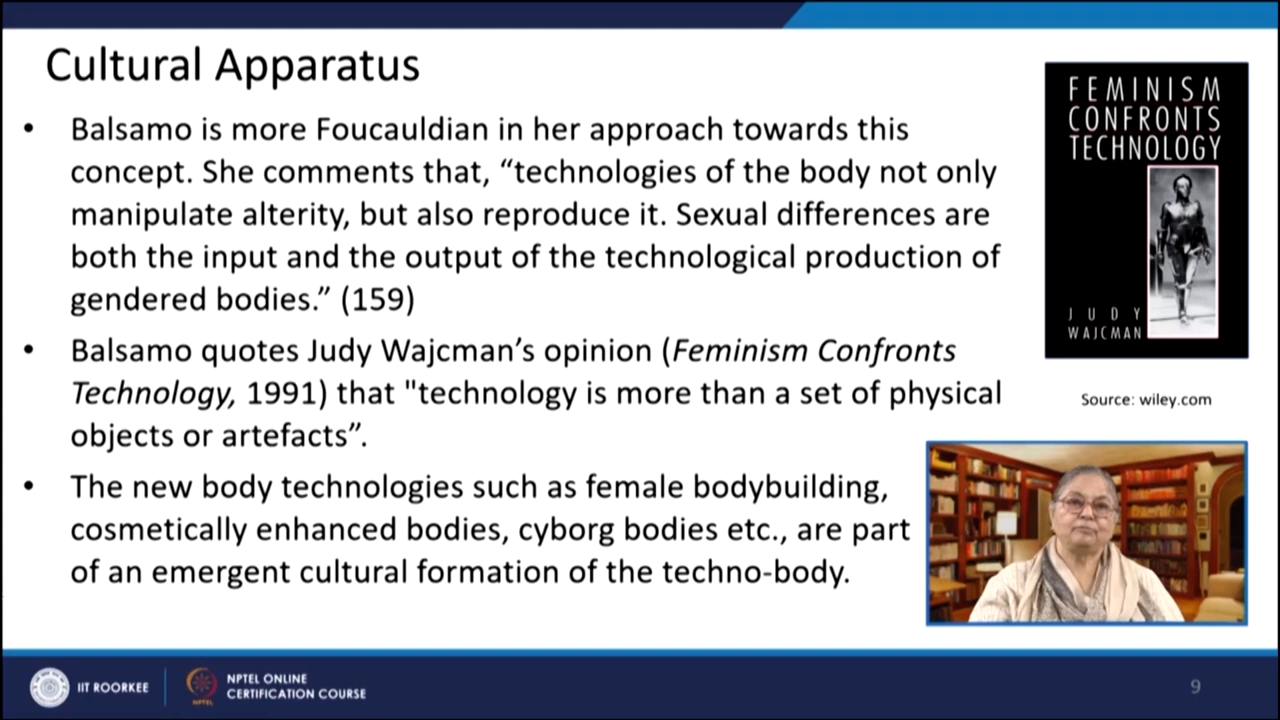 Cultural Apparatus
• Balsamo is more Foucauldian in her approach towards this
concept. She comments that, “technologies of the body not only
manipulate alterity, but also reproduce it. Sexual differences are
both the input and the output of the technological production of
gendered bodies.” (159)
• Balsamo quotes Judy Wajcman’s opinion (Feminism Confronts
Technology, 1991) that "technology is more than a set of physical
objects or artefacts”.
• The new body technologies such as female bodybuilding,
cosmetically enhanced bodies, cyborg bodies etc., are part
of an emergent cultural formation of the techno-body.
FEMINISM
CONFRONTS
TECHNOLOGY
JUDY
WAJCMAN
Source: wiley.com
IIT ROORKEE
NPTEL
NPTEL ONLINE
CERTIFICATION COURSE
9